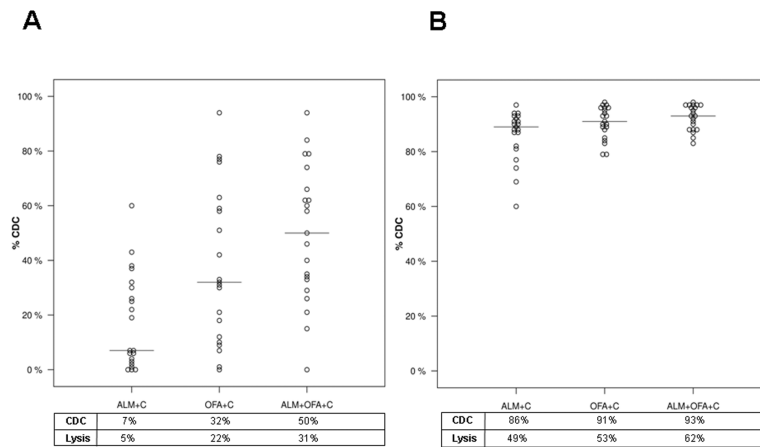 A
B
% CDC
100 %
80 %
60 %
40 %
20 %
0 %
ALM+C OFA+C ALM+OFA+C
CDC 7% 32% 50%
Lysis 5% 22% 31%
% CDC
100 %
80 %
60 %
40 %
20 %
0 %
ALM+C OFA+C ALM+OFA+C
CDC 86% 91% 93%
Lysis 49% 53% 62%